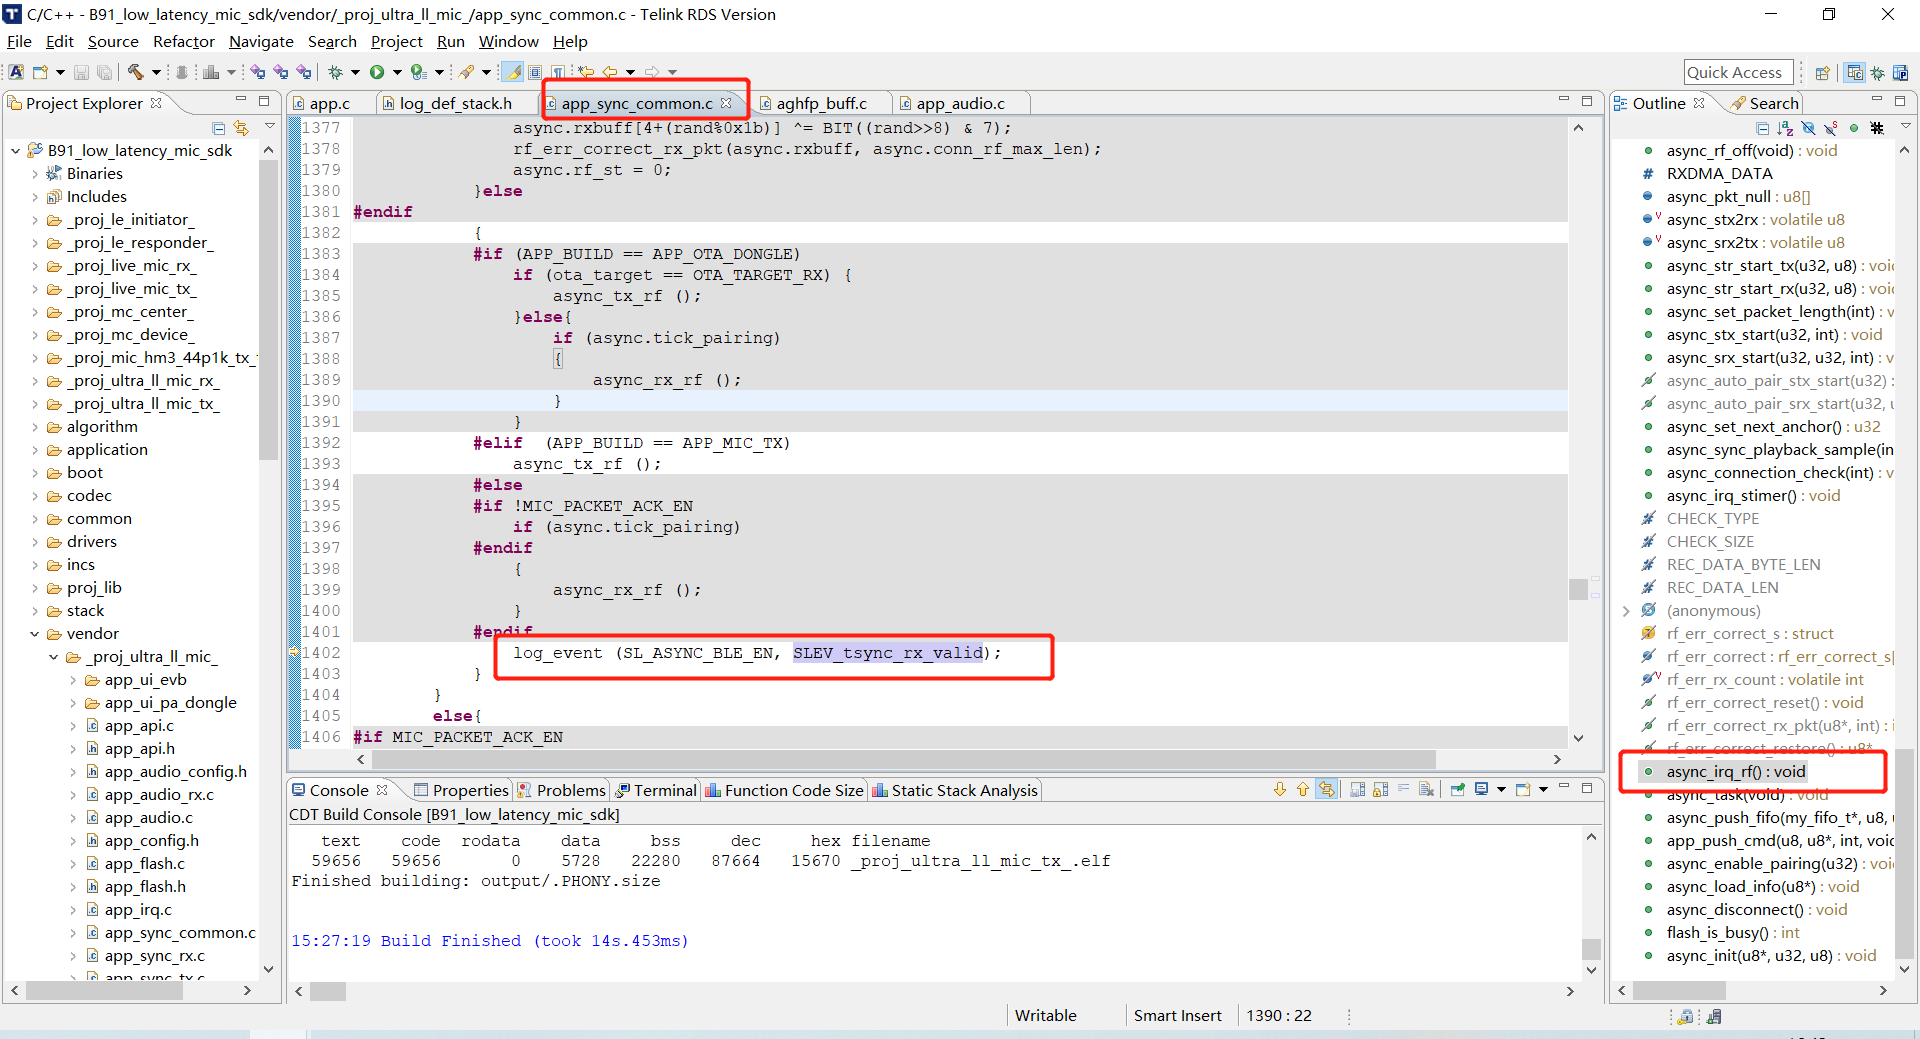 C/C++ - B91_low_latency_mic_sdk/vendor/_proj_ultra_ll_mic_/app_sync_common.c - Telink RDS Version
File Edit Source Refactor Navigate Search Project Run Window Help
Quick Access
Project Explorer
B91_low_latency_mic_sdk
Binaries
Includes
_proj_le_initiator_
_proj_le_responder_
_proj_live_mic_rx_
_proj_live_mic_tx_
_proj_mc_center_
_proj_mc_device_
_proj_mic_hm3_44p1k_tx_
_proj_ultra_ll_mic_rx_
_proj_ultra_ll_mic_tx_
algorithm
application
boot
codec
common
drivers
incs
proj_lib
stack
vendor
_proj_ultra_ll_mic_
app_ui_evb
app_ui_pa_dongle
app_api.c
app_api.h
app_audio_config.h
app_audio_rx.c
app_audio.c
app_config.h
app_flash.c
app_flash.h
app_irq.c
app_sync_common.c
app_sync_rx.c
app_sync_tx.c
app.c log_def_stack.h app_sync_common.c aghfp_buff.c app_audio.c
1377 async.rxbuff[4+(rand%0x1b)] ^= BIT((rand>>8) & 7);
1378 rf_err_correct_rx_pkt(async.rxbuff, async.conn_rf_max_len);
1379 async.rf_st = 0;
1380 }else
1381 #endif
1382 {
1383 #if (APP_BUILD == APP_OTA_DONGLE)
1384 if (ota_target == OTA_TARGET_RX) {
1385 async_tx_rf ();
1386 }else{
1387 if (async.tick_pairing)
1388 {
1389 async_rx_rf ();
1390 }
1391 }
1392 #elif (APP_BUILD == APP_MIC_TX)
1393 async_tx_rf ();
1394 #else
1395 #if !MIC_PACKET_ACK_EN
1396 if (async.tick_pairing)
1397 #endif
1398 {
1399 async_rx_rf ();
1400 }
1401 #endif
1402 log_event (SL_ASYNC_BLE_EN, SLEV_tsync_rx_valid);
1403 }
1404 }
1405 else{
1406 #if MIC_PACKET_ACK_EN
Console Properties Problems Terminal Function Code Size Static Stack Analysis
CDT Build Console [B91_low_latency_mic_sdk]
text code rodata data bss dec hex filename
59656 59656 0 5728 22280 87664 15670 _proj_ultra_ll_mic_tx_.elf
Finished building: output/.PHONY.size
15:27:19 Build Finished (took 14s.453ms)
Outline Search
async_rf_off(void) : void
RXDMA_DATA
async_pkt_null : u8[]
async_stx2rx : volatile u8
async_srx2tx : volatile u8
async_str_start_tx(u32, u8) : voi
async_str_start_rx(u32, u8) : voi
async_set_packet_length(int) : v
async_stx_start(u32, int) : void
async_srx_start(u32, u32, int) : v
async_auto_pair_stx_start(u32) :
async_auto_pair_srx_start(u32, u
async_set_next_anchor() : u32
async_sync_playback_sample(in
async_connection_check(int) : v
async_irq_stimer() : void
CHECK_TYPE
CHECK_SIZE
REC_DATA_BYTE_LEN
REC_DATA_LEN
(anonymous)
rf_err_correct_s : struct
rf_err_correct : rf_err_correct_s[
rf_err_rx_count : volatile int
rf_err_correct_reset() : void
rf_err_correct_rx_pkt(u8*, int) : i
rf_err_correct_restore() : u8*
async_irq_rf() : void
async_task(void) : void
async_push_fifo(my_fifo_t*, u8, u
app_push_cmd(u8, u8*, int, voic
async_enable_pairing(u32) : voi
async_load_info(u8*) : void
async_disconnect() : void
flash_is_busy() : int
async_init(u8*, u32, u8) : void
Writable Smart Insert 1390 : 22